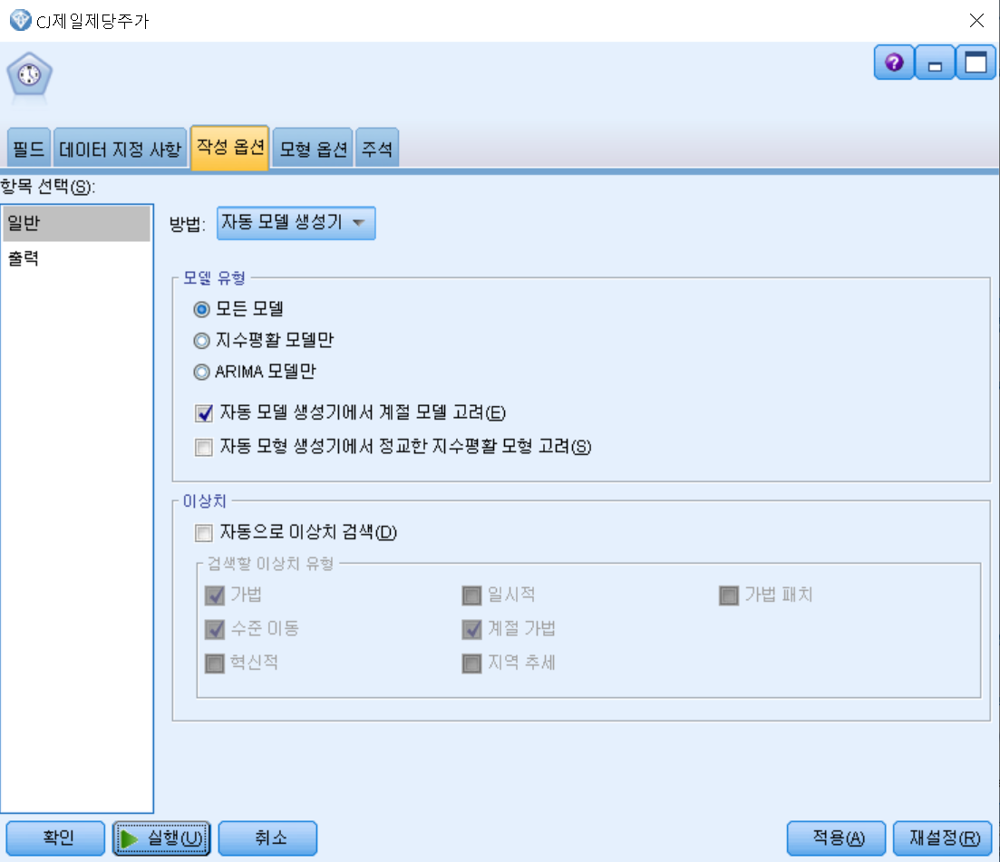 CJ제일제당주가
필드 데이터 지정 사항 작성 옵션 모형 옵션 주석
항목 선택(S):
일반
출력
방법: 자동 모델 생성기
모델 유형
모든 모델
지수평활 모델만
ARIMA 모델만
자동 모델 생성기에서 계절 모델 고려(E)
자동 모형 생성기에서 정교한 지수평활 모형 고려(S)
이상치
자동으로 이상치 검색(D)
검색할 이상치 유형
가법 일시적 가법 패치
수준 이동 계절 가법
혁신적 지역 추세
확인 실행(U) 취소 적용(A) 재설정(R)